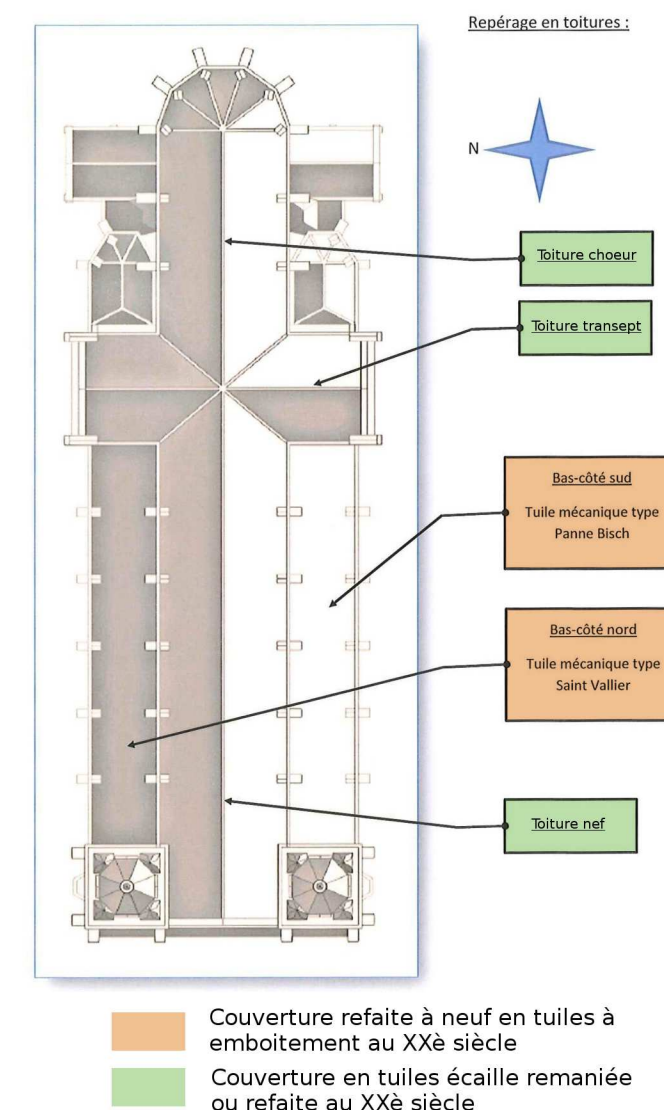 Repérage en toitures :
N
Toiture choeur
Toiture transept
Bas-côté sud
Tuile mécanique type
Panne Bisch
Bas-côté nord
Tuile mécanique type
Saint Vallier
Toiture nef
Couverture refaite à neuf en tuiles à
emboitement au XXè siècle
Couverture en tuiles écaille remaniée
ou refaite au XXè siècle